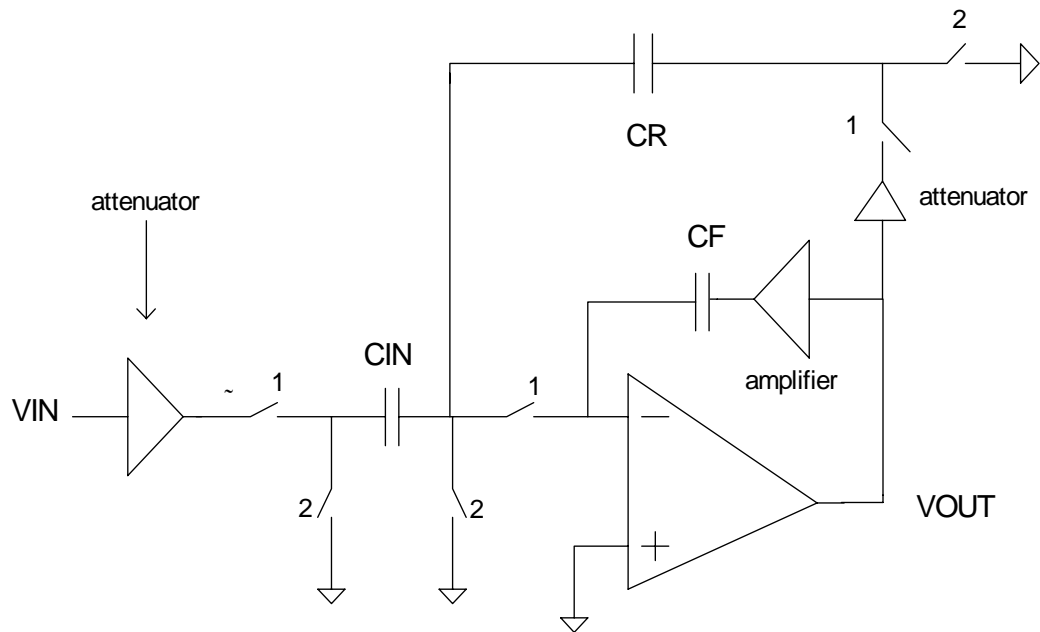 2
CR
1
attenuator
attenuator
CF
CIN
amplifier
VIN
~
1
1
−
2
2
VOUT
+